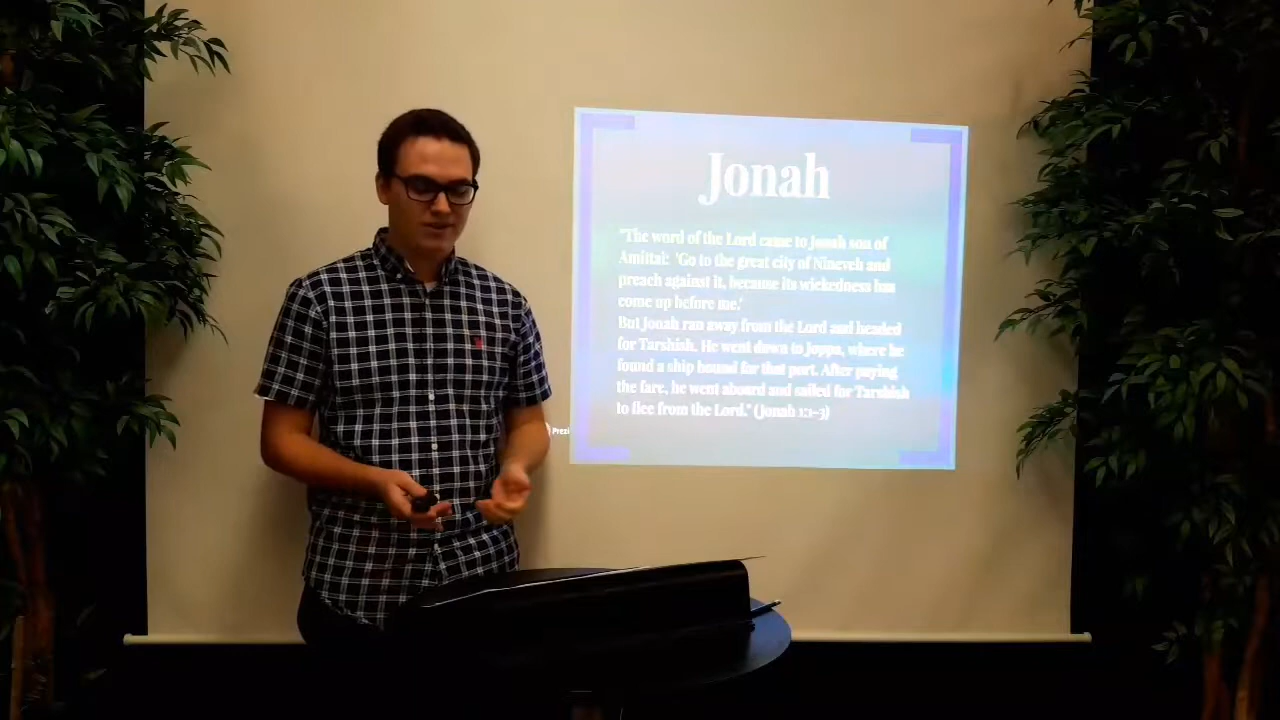 Jonah
"The word of the Lord came to Jonah son of
Amittai: 'Go to the great city of Nineveh and
preach against it, because its wickedness has
come up before me.'
But Jonah ran away from the Lord and headed
for Tarshish. He went down to Joppa, where he
found a ship bound for that port. After paying
the fare, he went aboard and sailed for Tarshish
to flee from the Lord." (Jonah 1:1-3)
Prezi